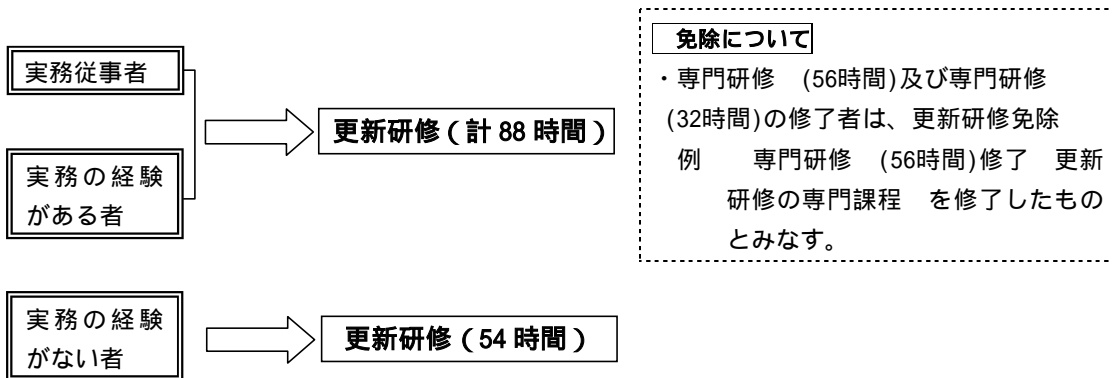 実務従事者
実務の経験
がある者
更新研修(計 88 時間)
免除について
・専門研修 (56時間)及び専門研修
(32時間)の修了者は、更新研修免除
例 専門研修 (56時間)修了 更新
研修の専門課程 を修了したもの
とみなす。
実務の経験
がない者
更新研修(54 時間)